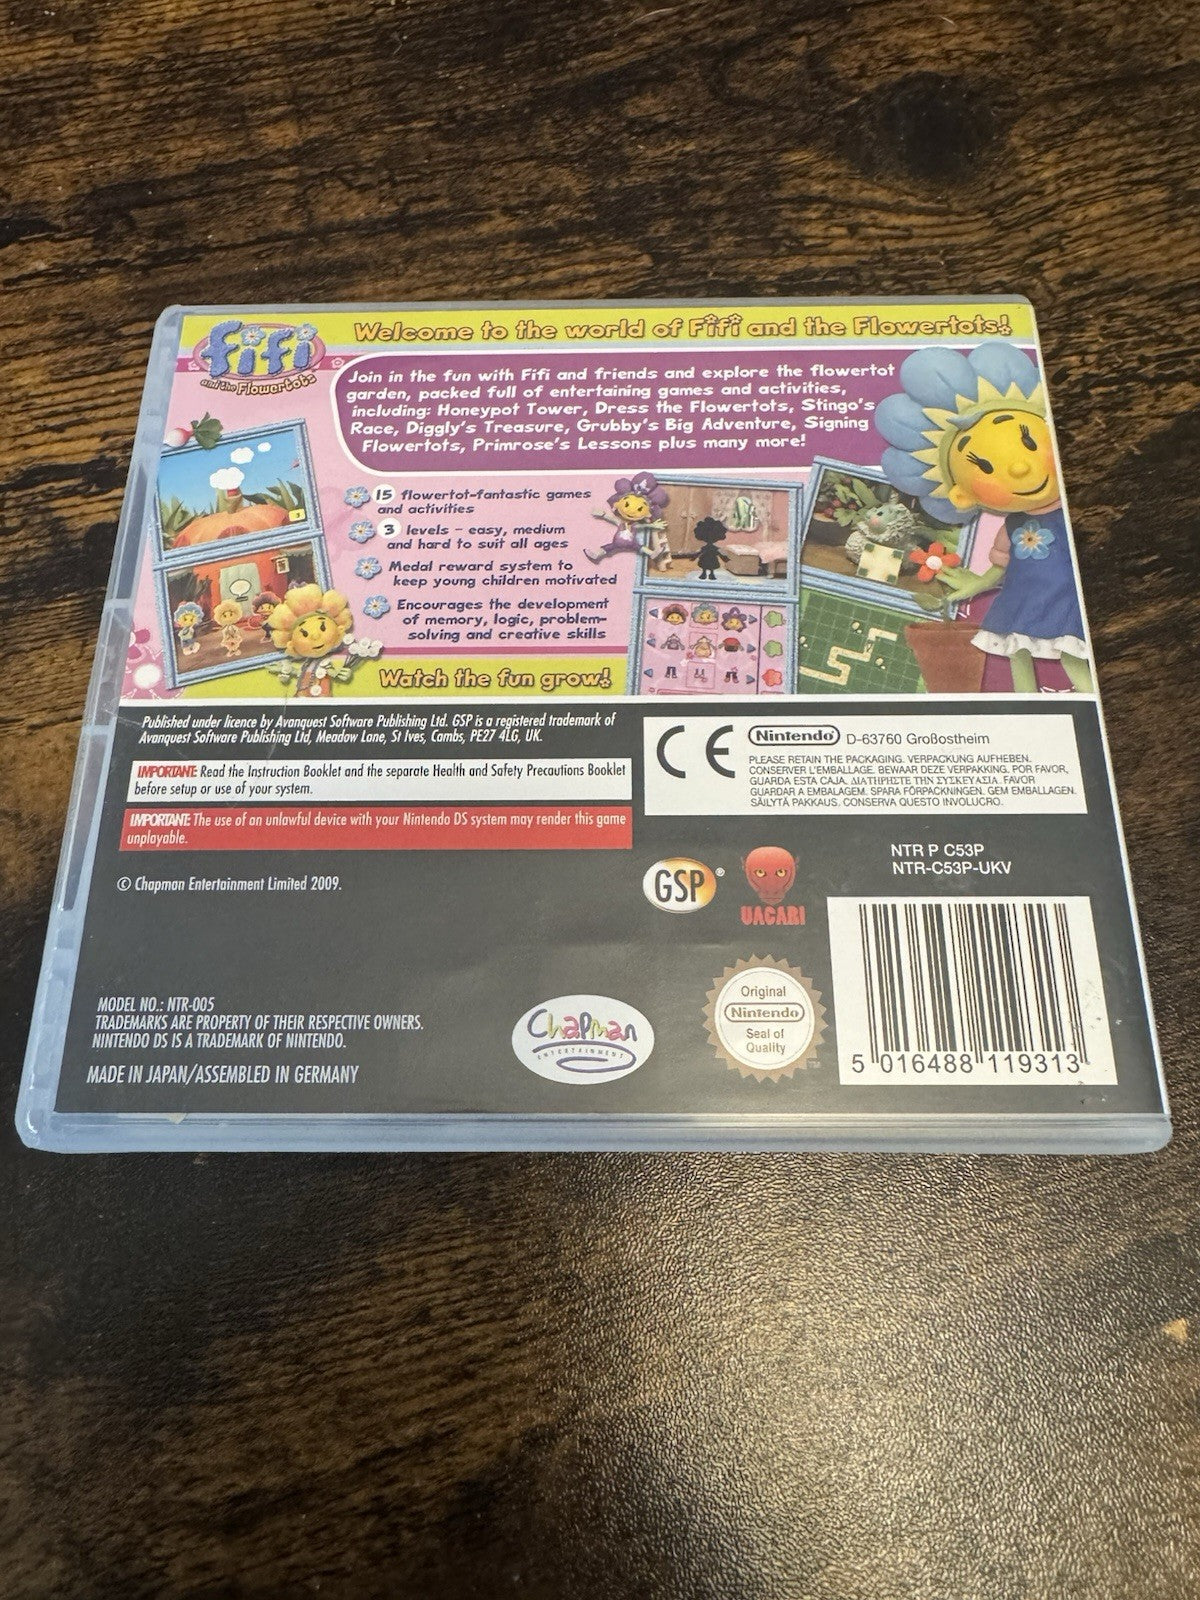 fifi
and the Flowertots
Welcome to the world of Fifi and the Flowertots!
Join in the fun with Fifi and friends and explore the flowertot
garden, packed full of entertaining games and activities,
including: Honeypot Tower, Dress the Flowertots, Stingo's
Race, Diggly's Treasure, Grubby's Big Adventure, Signing
Flowertots, Primrose's Lessons plus many more!
15 flowertot-fantastic games
and activities
3 levels - easy, medium
and hard to suit all ages
Medal reward system to
keep young children motivated
Encourages the development
of memory, logic, problem-
solving and creative skills
Watch the fun grow!
3
Published under licence by Avanquest Software Publishing Ltd. GSP is a registered trademark of
Avanquest Software Publishing Ltd, Meadow Lane, St Ives, Cambs, PE27 4LG, UK.
IMPORTANT: Read the Instruction Booklet and the separate Health and Safety Precautions Booklet
before setup or use of your system.
IMPORTANT: The use of an unlawful device with your Nintendo DS system may render this game
unplayable.
© Chapman Entertainment Limited 2009.
CE Nintendo® D-63760 Großostheim
PLEASE RETAIN THE PACKAGING. VERPACKUNG AUFHEBEN.
CONSERVER L'EMBALLAGE. BEWAAR DEZE VERPAKKING. POR FAVOR,
GUARDA ESTA CAJA. ΔΙΑΤΗΡΗΣΤΕ ΤΗΝ ΣΥΣΚΕΥΑΣΙΑ. FAVOR
GUARDAR A EMBALAGEM. SPARA FÖRPACKNINGEN. GEM EMBALLAGEN.
SÄILYTÄ PAKKAUS. CONSERVA QUESTO INVOLUCRO.
NTR P C53P
NTR-C53P-UKV
GSP®
UACARI
MODEL NO.: NTR-005
TRADEMARKS ARE PROPERTY OF THEIR RESPECTIVE OWNERS.
NINTENDO DS IS A TRADEMARK OF NINTENDO.
MADE IN JAPAN/ASSEMBLED IN GERMANY
Chapman
ENTERTAINMENT
Original
Nintendo®
Seal of
Quality
TM
5 016488 119313